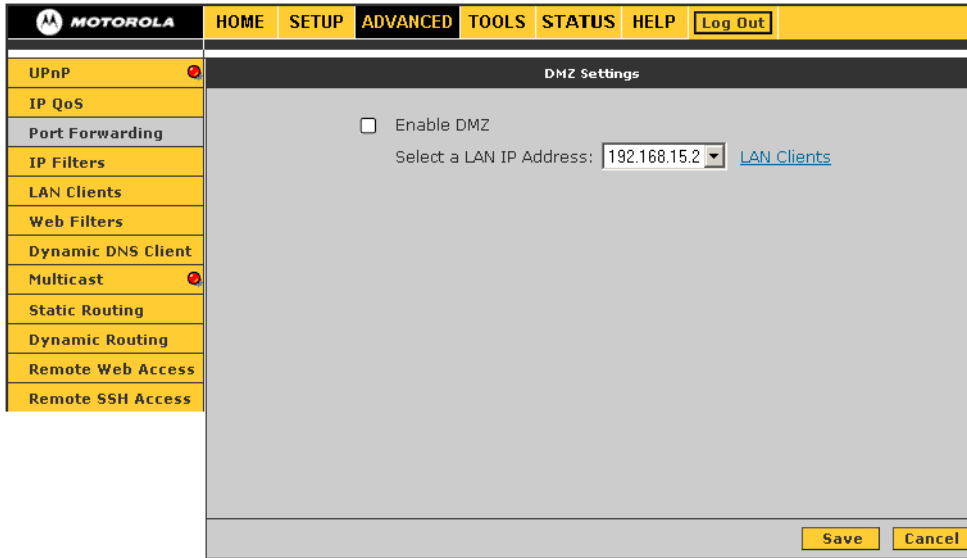 MOTOROLA HOME SETUP ADVANCED TOOLS STATUS HELP Log Out
UPnP
IP QoS
Port Forwarding
IP Filters
LAN Clients
Web Filters
Dynamic DNS Client
Multicast
Static Routing
Dynamic Routing
Remote Web Access
Remote SSH Access
DMZ Settings
Enable DMZ
Select a LAN IP Address: 192.168.15.2 LAN Clients
Save Cancel